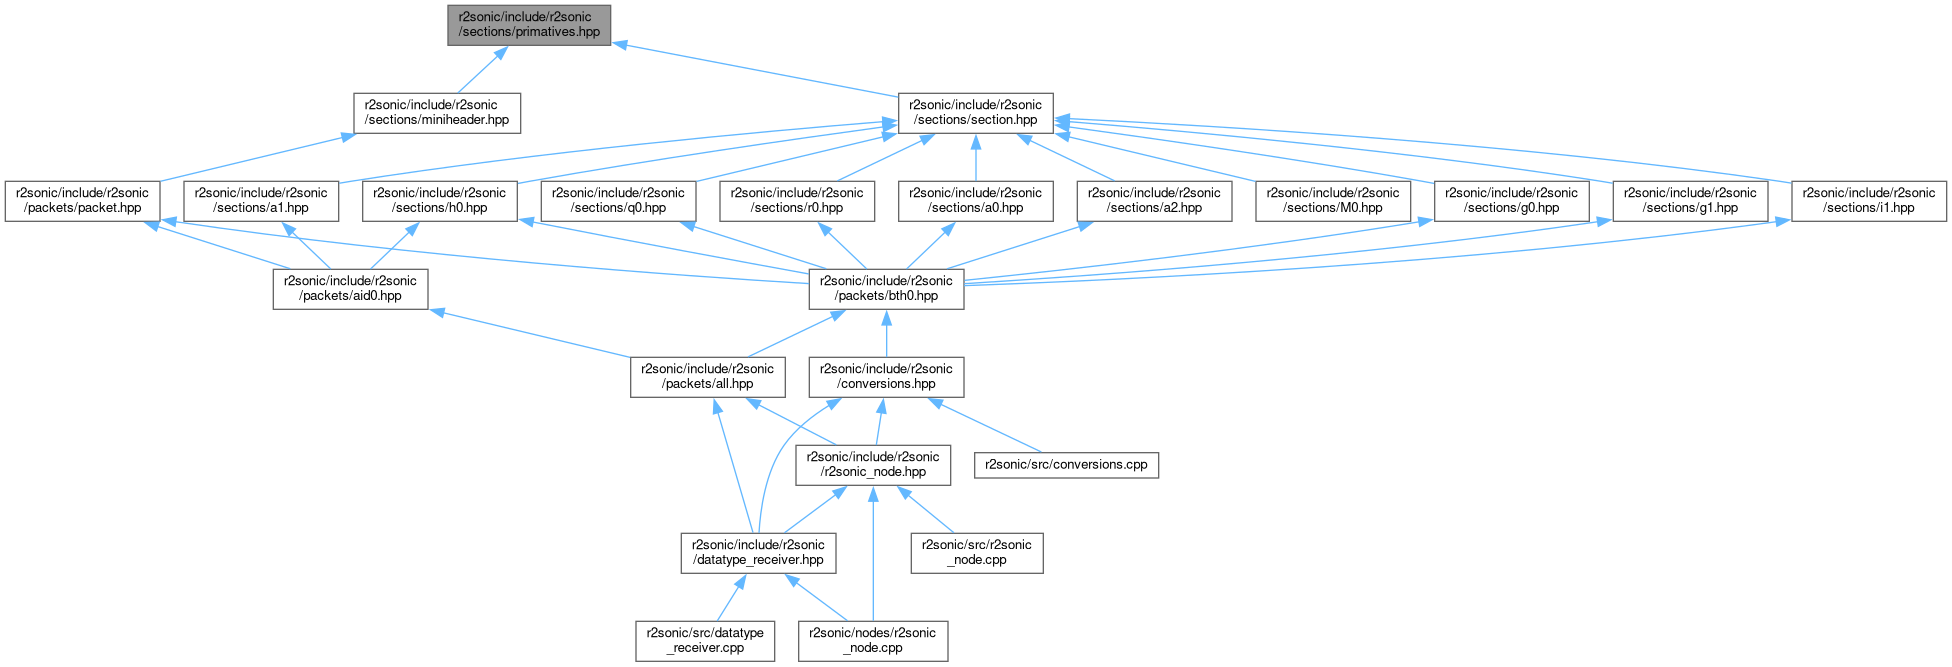 r2sonic/include/r2sonic
/sections/primatives.hpp
r2sonic/include/r2sonic
/sections/miniheader.hpp
r2sonic/include/r2sonic
/sections/section.hpp
r2sonic/include/r2sonic
/packets/packet.hpp
r2sonic/include/r2sonic
/sections/a1.hpp
r2sonic/include/r2sonic
/sections/h0.hpp
r2sonic/include/r2sonic
/sections/q0.hpp
r2sonic/include/r2sonic
/sections/r0.hpp
r2sonic/include/r2sonic
/sections/a0.hpp
r2sonic/include/r2sonic
/sections/a2.hpp
r2sonic/include/r2sonic
/sections/M0.hpp
r2sonic/include/r2sonic
/sections/g0.hpp
r2sonic/include/r2sonic
/sections/g1.hpp
r2sonic/include/r2sonic
/sections/i1.hpp
r2sonic/include/r2sonic
/packets/aid0.hpp
r2sonic/include/r2sonic
/packets/bth0.hpp
r2sonic/include/r2sonic
/packets/all.hpp
r2sonic/include/r2sonic
/conversions.hpp
r2sonic/include/r2sonic
/r2sonic_node.hpp
r2sonic/src/conversions.cpp
r2sonic/include/r2sonic
/datatype_receiver.hpp
r2sonic/src/r2sonic
_node.cpp
r2sonic/src/datatype
_receiver.cpp
r2sonic/nodes/r2sonic
_node.cpp